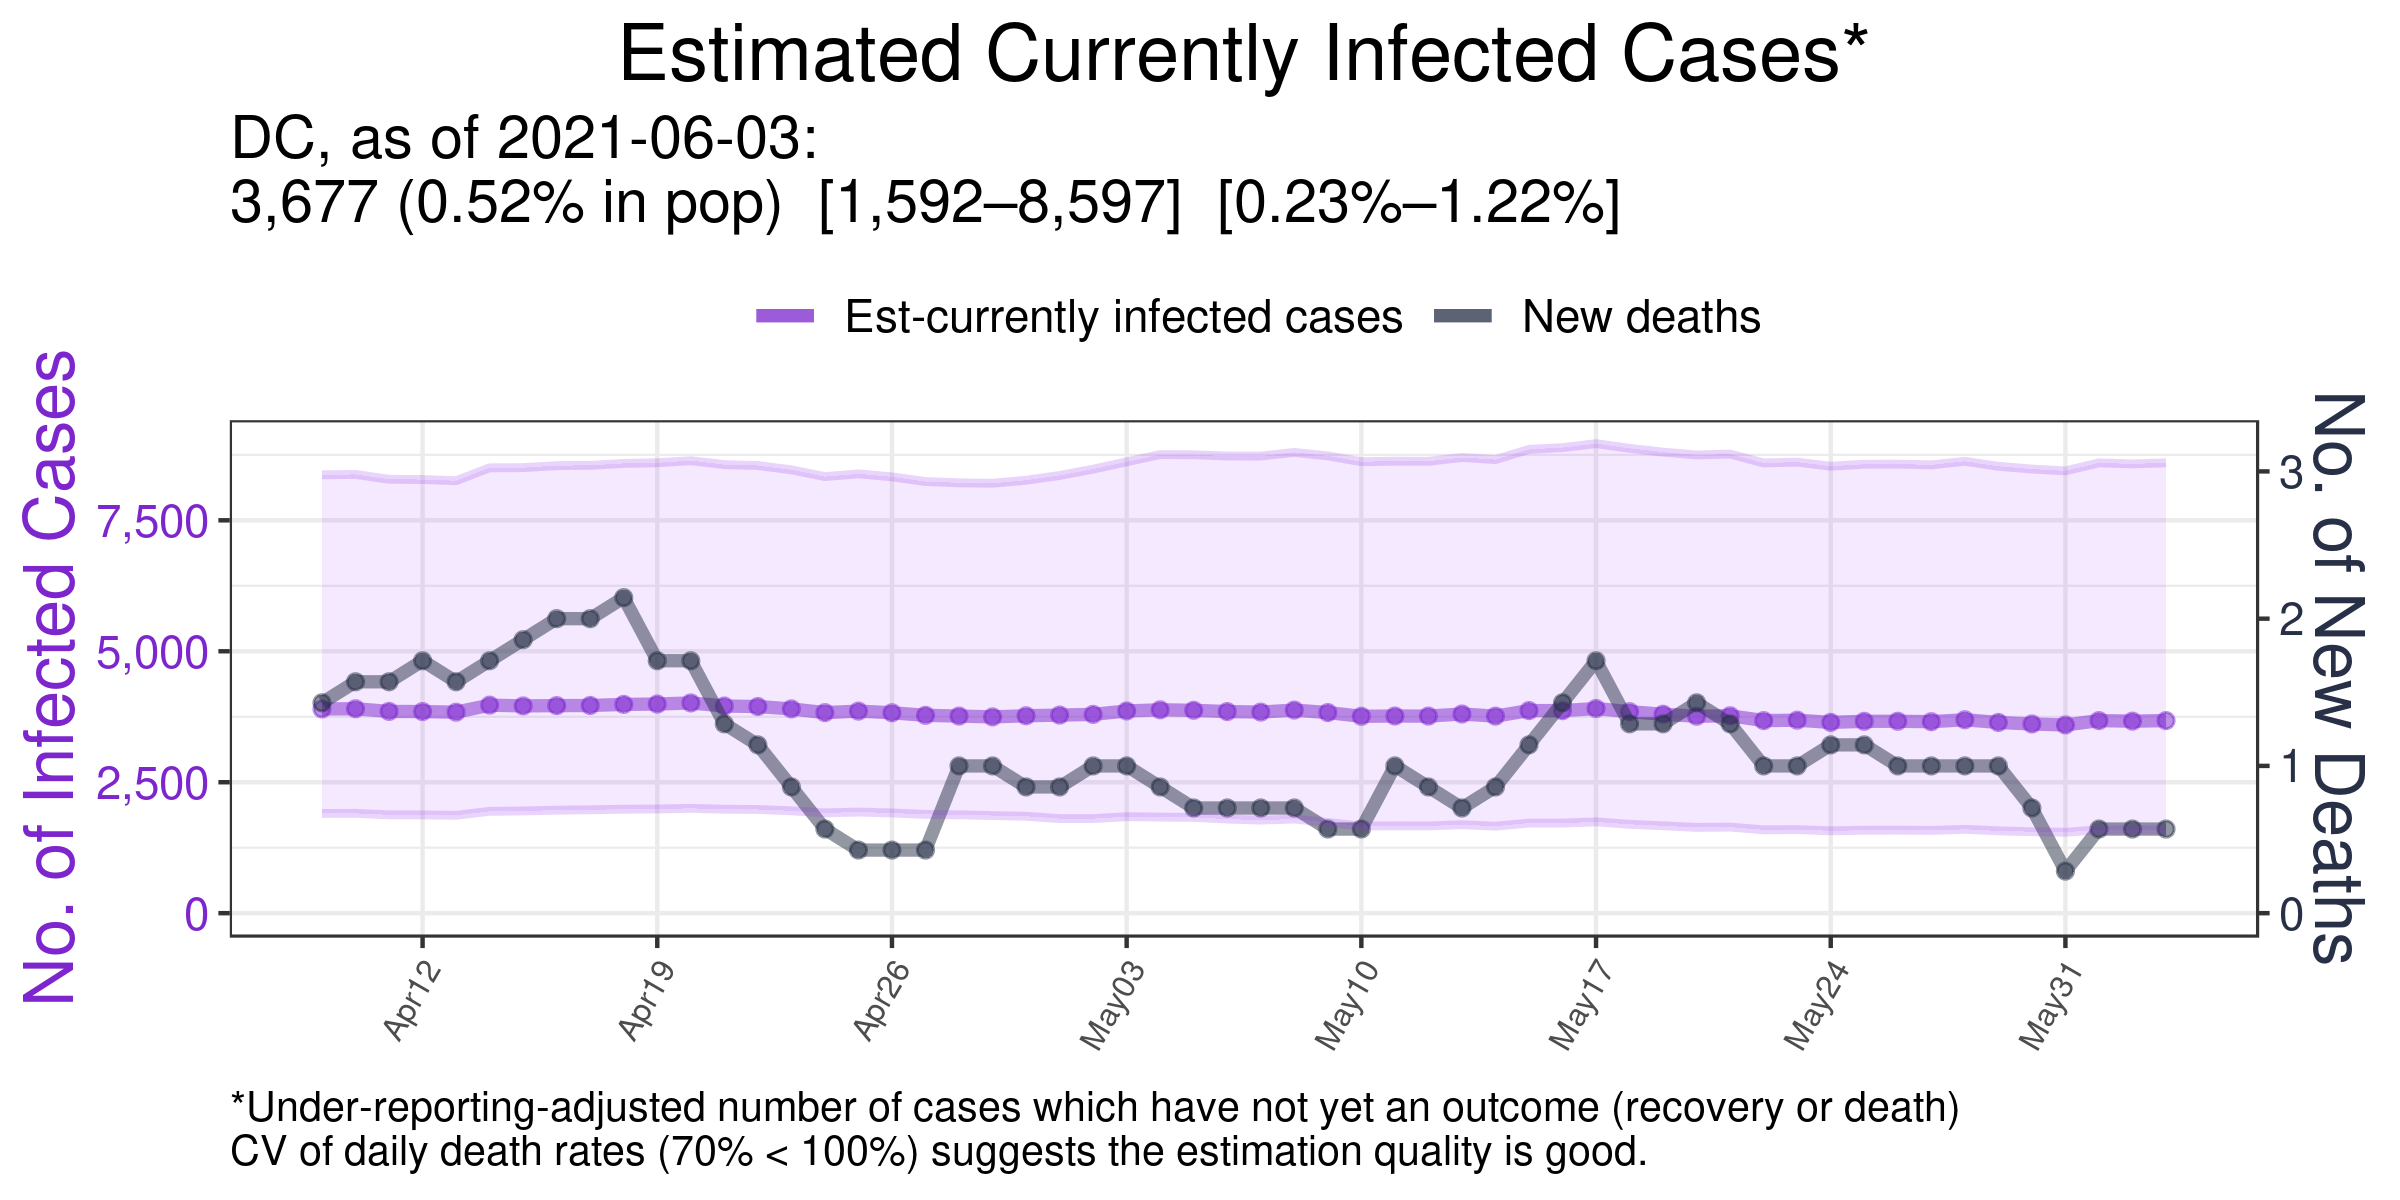 Estimated Currently Infected Cases*
DC, as of 2021-06-03:
3,677 (0.52% in pop)  [1,592–8,597]  [0.23%–1.22%]
Est-currently infected cases
New deaths
No. of Infected Cases
7,500
5,000
2,500
0
3
2
1
0
No. of New Deaths
Apr12
Apr19
Apr26
May03
May10
May17
May24
May31
*Under-reporting-adjusted number of cases which have not yet an outcome (recovery or death)
CV of daily death rates (70% < 100%) suggests the estimation quality is good.